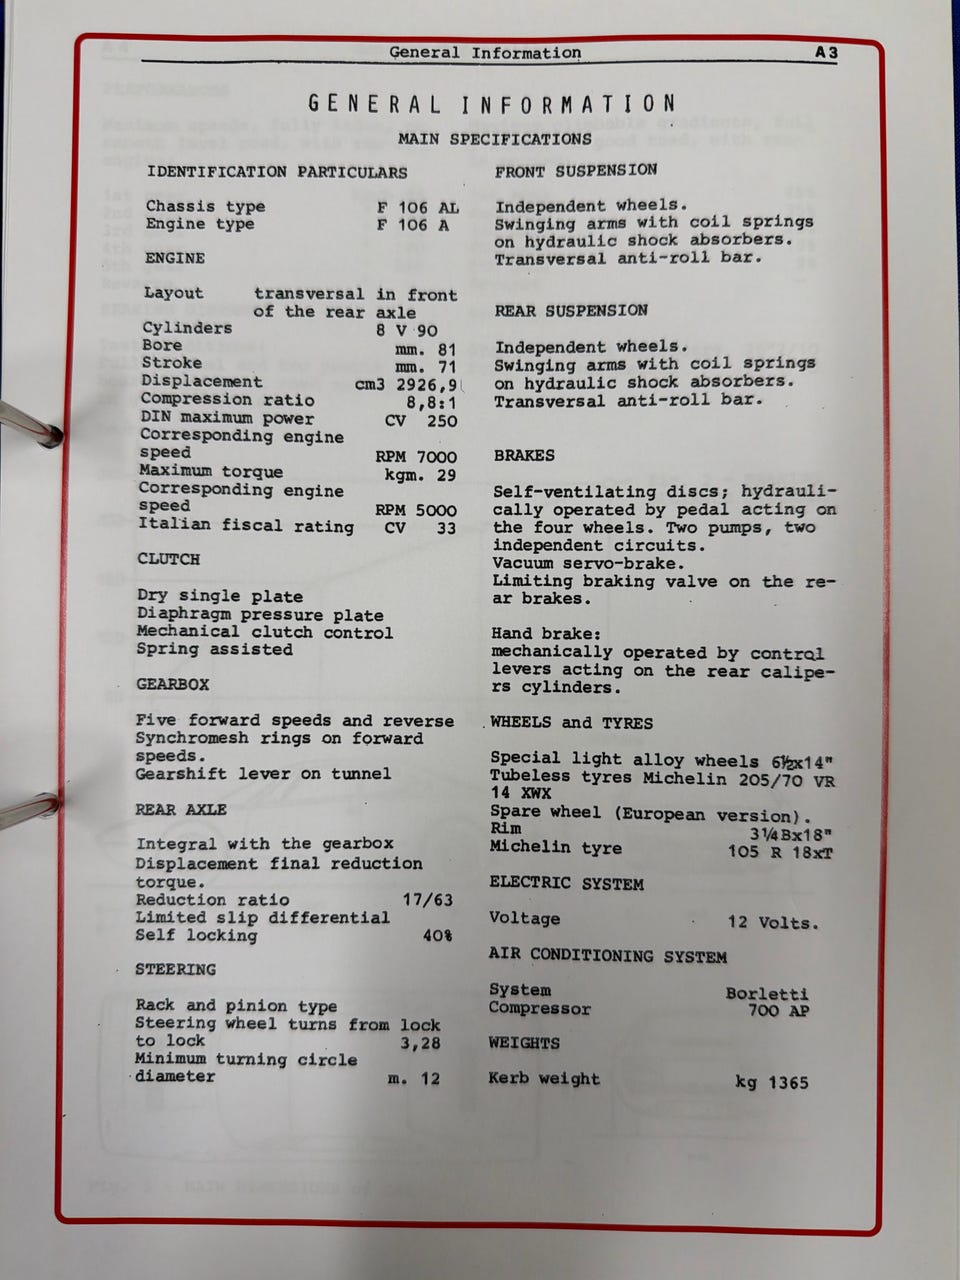 General Information
A3
GENERAL INFORMATION
MAIN SPECIFICATIONS
IDENTIFICATION PARTICULARS
Chassis type F 106 AL
Engine type F 106 A
ENGINE
Layout transversal in front
of the rear axle
Cylinders 8 V 90
Bore mm. 81
Stroke mm. 71
Displacement cm3 2926,9
Compression ratio 8,8:1
DIN maximum power CV 250
Corresponding engine
speed RPM 7000
Maximum torque kgm. 29
Corresponding engine
speed RPM 5000
Italian fiscal rating CV 33
CLUTCH
Dry single plate
Diaphragm pressure plate
Mechanical clutch control
Spring assisted
GEARBOX
Five forward speeds and reverse
Synchromesh rings on forward
speeds.
Gearshift lever on tunnel
REAR AXLE
Integral with the gearbox
Displacement final reduction
torque.
Reduction ratio 17/63
Limited slip differential
Self locking 40%
STEERING
Rack and pinion type
Steering wheel turns from lock
to lock 3,28
Minimum turning circle
diameter m. 12
FRONT SUSPENSION
Independent wheels.
Swinging arms with coil springs
on hydraulic shock absorbers.
Transversal anti-roll bar.
REAR SUSPENSION
Independent wheels.
Swinging arms with coil springs
on hydraulic shock absorbers.
Transversal anti-roll bar.
BRAKES
Self-ventilating discs; hydrauli-
cally operated by pedal acting on
the four wheels. Two pumps, two
independent circuits.
Vacuum servo-brake.
Limiting braking valve on the re-
ar brakes.
Hand brake:
mechanically operated by control
levers acting on the rear calipe-
rs cylinders.
WHEELS and TYRES
Special light alloy wheels 6½x14"
Tubeless tyres Michelin 205/70 VR
14 XWX
Spare wheel (European version).
Rim 3¼Bx18"
Michelin tyre 105 R 18xT
ELECTRIC SYSTEM
Voltage 12 Volts.
AIR CONDITIONING SYSTEM
System Borletti
Compressor 700 AP
WEIGHTS
Kerb weight kg 1365